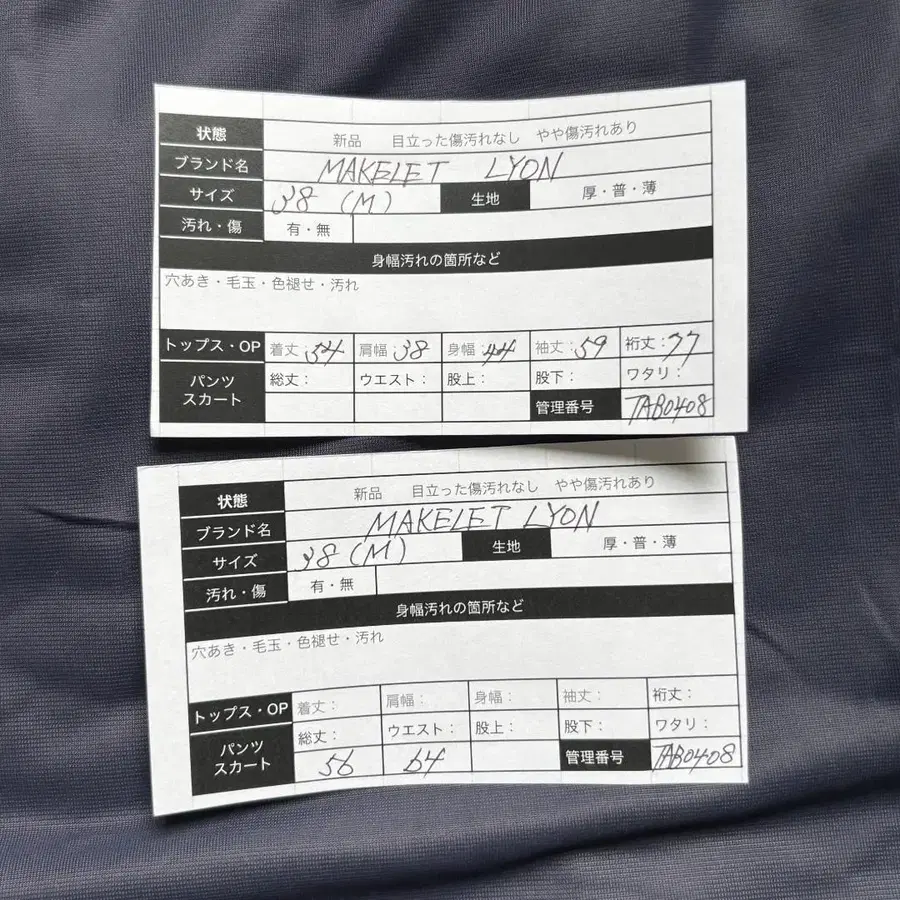 状態 新品 目立った傷汚れなし やや傷汚れあり
ブランド名 MAKELET LYON
サイズ 38 (M) 生地 厚・普・薄
汚れ・傷 有・無
身幅汚れの箇所など
穴あき・毛玉・色褪せ・汚れ
トップス・OP 着丈:54 肩幅:38 身幅:44 袖丈:59 裄丈:77
パンツ スカート 総丈: ウエスト: 股上: 股下: ワタリ:
管理番号 TAB0408
状態 新品 目立った傷汚れなし やや傷汚れあり
ブランド名 MAKELET LYON
サイズ 38 (M) 生地 厚・普・薄
汚れ・傷 有・無
身幅汚れの箇所など
穴あき・毛玉・色褪せ・汚れ
トップス・OP 着丈: 肩幅: 身幅: 袖丈: 裄丈:
パンツ スカート 総丈: ウエスト: 股上: 股下: ワタリ:
56 64 管理番号 TAB0408